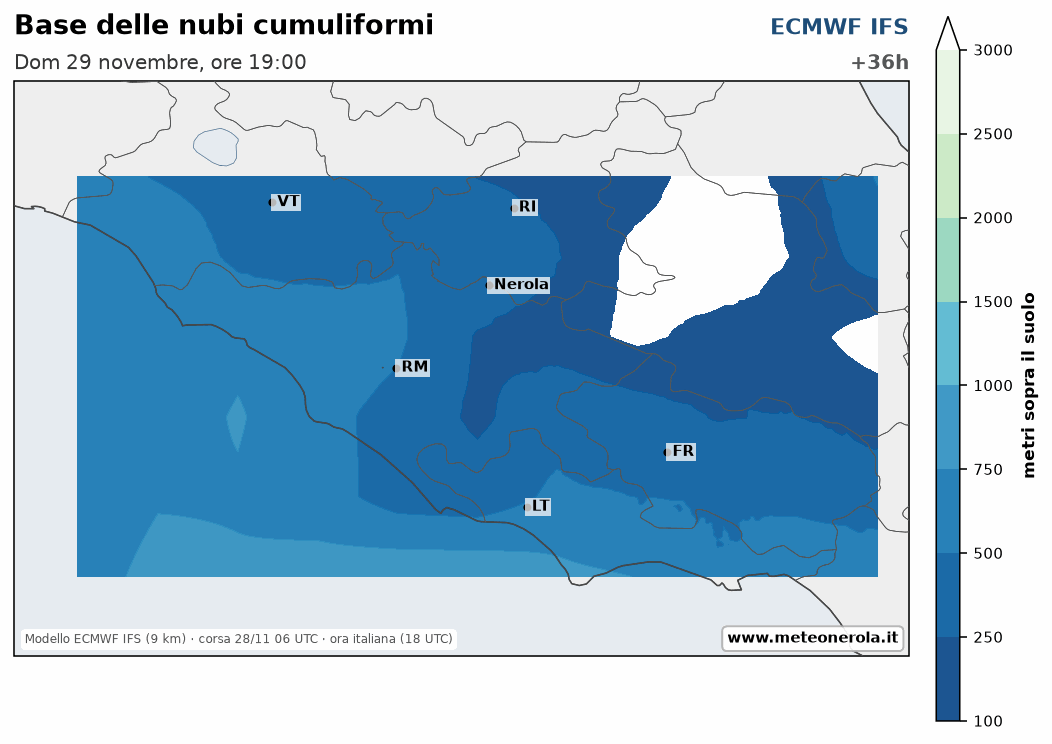 Base delle nubi cumuliformi
ECMWF IFS
Dom 29 novembre, ore 19:00
+36h
VT
RI
Nerola
RM
FR
LT
Modello ECMWF IFS (9 km) · corsa 28/11 06 UTC · ora italiana (18 UTC)
www.meteonerola.it
3000
2500
2000
1500
1000
750
500
250
100
metri sopra il suolo